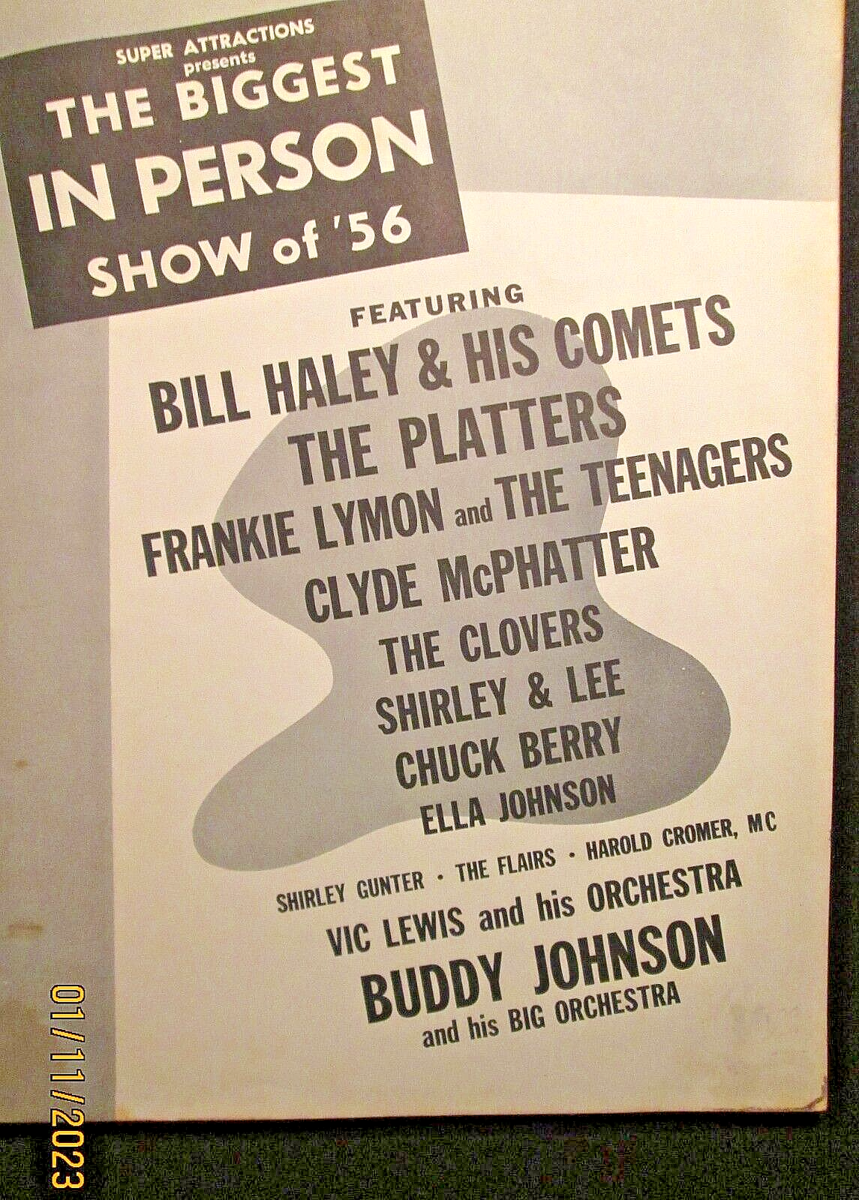 SUPER ATTRACTIONS
presents
THE BIGGEST
IN PERSON
SHOW of '56
FEATURING
BILL HALEY & HIS COMETS
THE PLATTERS
FRANKIE LYMON and THE TEENAGERS
CLYDE McPHATTER
THE CLOVERS
SHIRLEY & LEE
CHUCK BERRY
ELLA JOHNSON
SHIRLEY GUNTER · THE FLAIRS · HAROLD CROMER, MC
VIC LEWIS and his ORCHESTRA
BUDDY JOHNSON
and his BIG ORCHESTRA
01/11/2023